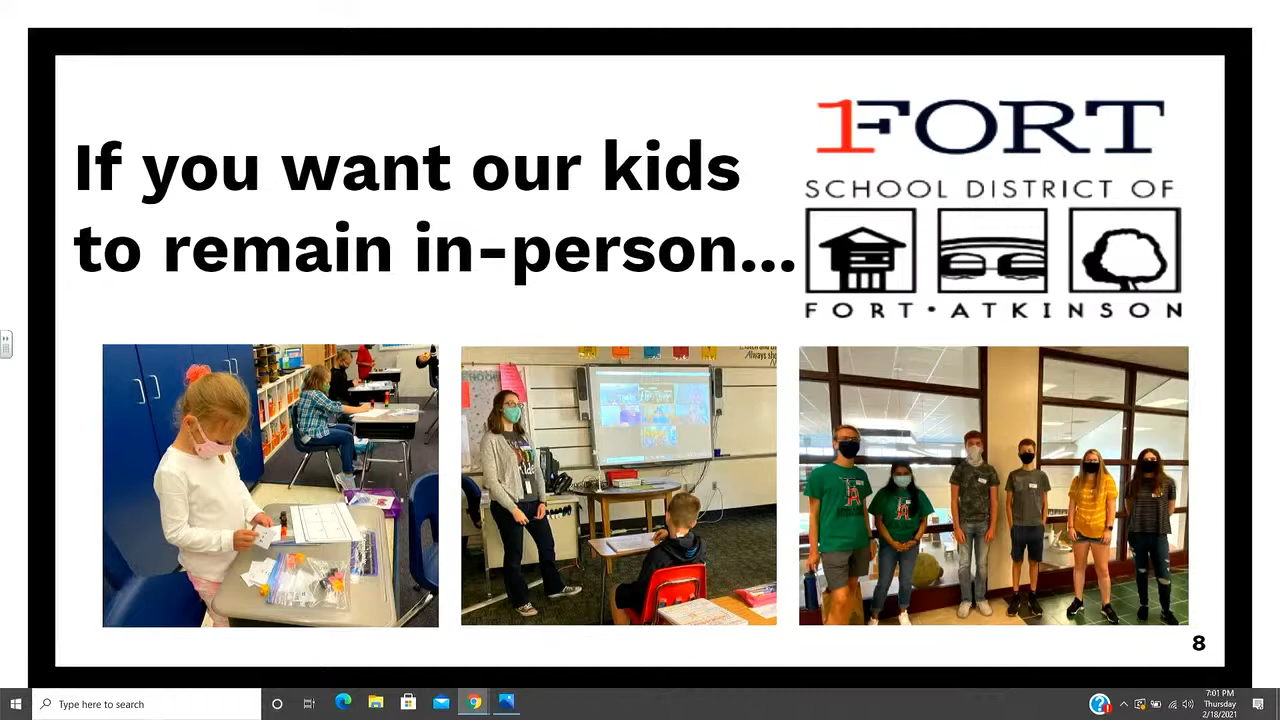 If you want our kids
to remain in-person...
1FORT
SCHOOL DISTRICT OF
FORT • ATKINSON
8
Type here to search
7:01 PM
Thursday
2/18/2021